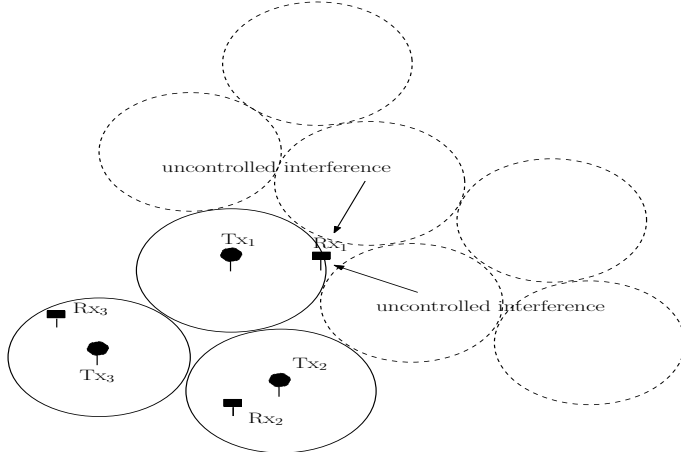 uncontrolled interference
Tx₁
Rx₁
uncontrolled interference
Rx₃
Tx₃
Tx₂
Rx₂